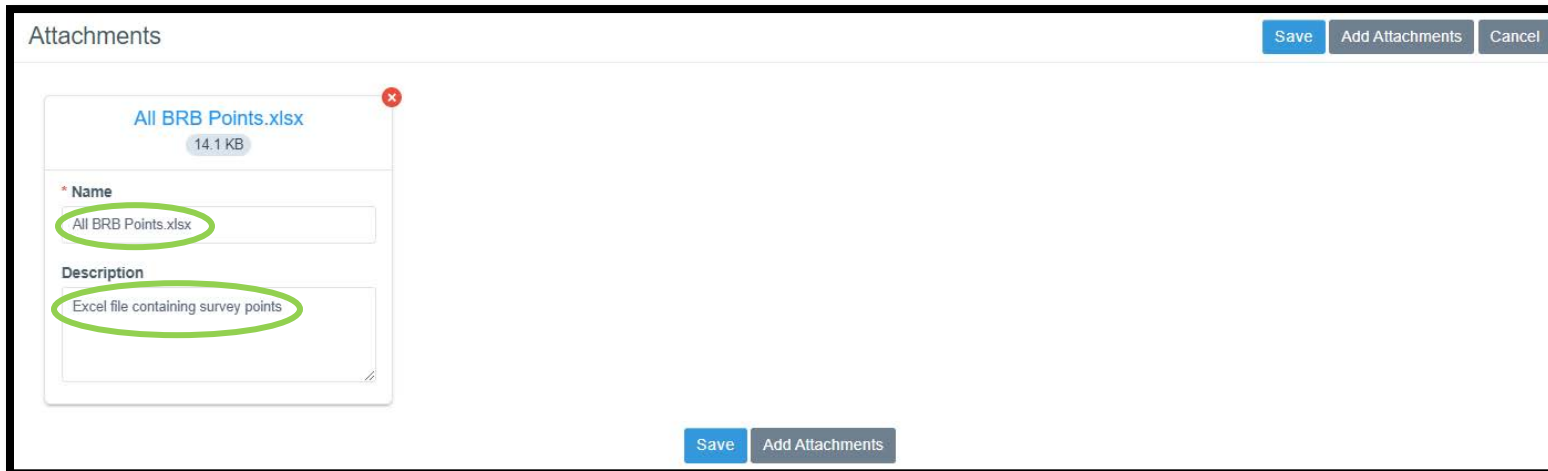 Attachments
Save Add Attachments Cancel
All BRB Points.xlsx
14.1 KB
* Name
All BRB Points.xlsx
Description
Excel file containing survey points
Save Add Attachments